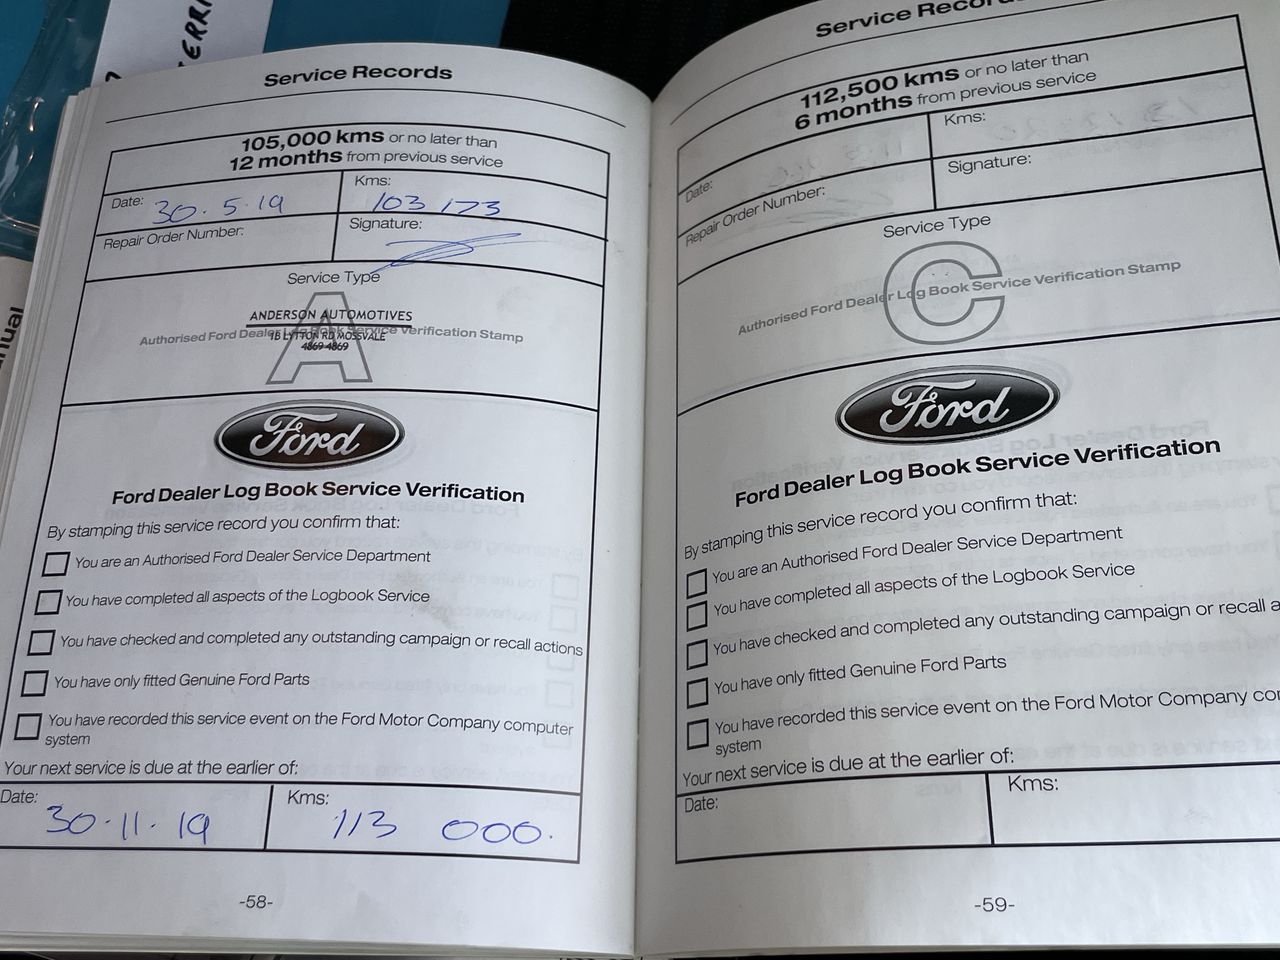 TERRI
nual
Service Records
105,000 kms or no later than
12 months from previous service
Date: 30.5.19
Kms: 103 173
Repair Order Number:
Signature:
Service Type
A
ANDERSON AUTOMOTIVES
Authorised Ford Dealer Log Book Service Verification Stamp
1B LYTTON RD MOSSVALE
4869 4869
Ford
Ford Dealer Log Book Service Verification
By stamping this service record you confirm that:
You are an Authorised Ford Dealer Service Department
You have completed all aspects of the Logbook Service
You have checked and completed any outstanding campaign or recall actions
You have only fitted Genuine Ford Parts
You have recorded this service event on the Ford Motor Company computer
system
Your next service is due at the earlier of:
Date: 30.11.19
Kms: 113 000.
-58-
Service Recor
112,500 kms or no later than
6 months from previous service
Date:
Kms:
Repair Order Number:
Signature:
Service Type
C
Authorised Ford Dealer Log Book Service Verification Stamp
Ford
Ford Dealer Log Book Service Verification
By stamping this service record you confirm that:
You are an Authorised Ford Dealer Service Department
You have completed all aspects of the Logbook Service
You have checked and completed any outstanding campaign or recall a
You have only fitted Genuine Ford Parts
You have recorded this service event on the Ford Motor Company co
system
Your next service is due at the earlier of:
Date:
Kms:
-59-